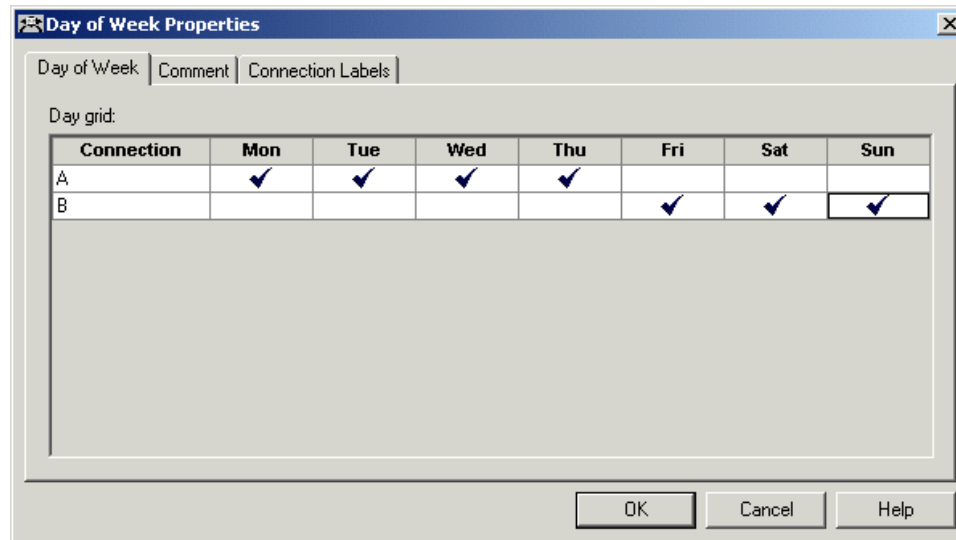 Day of Week Properties
Day of Week Comment Connection Labels
Day grid:
Connection Mon Tue Wed Thu Fri Sat Sun
A ✔ ✔ ✔ ✔
B ✔ ✔ ✔
OK Cancel Help